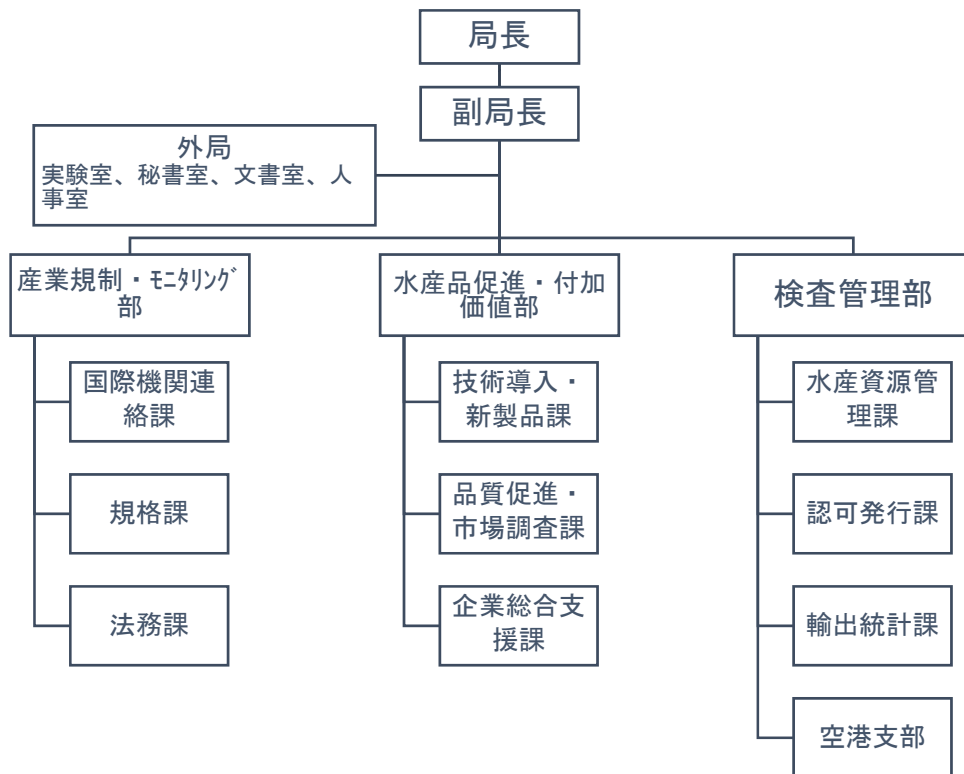 局長
副局長
外局
実験室、秘書室、文書室、人
事室
産業規制・ﾓﾆﾀﾘﾝｸﾞ
部
水産品促進・付加
価値部
検査管理部
国際機関連
絡課
技術導入・
新製品課
水産資源管
理課
規格課
品質促進・
市場調査課
認可発行課
法務課
企業総合支
援課
輸出統計課
空港支部